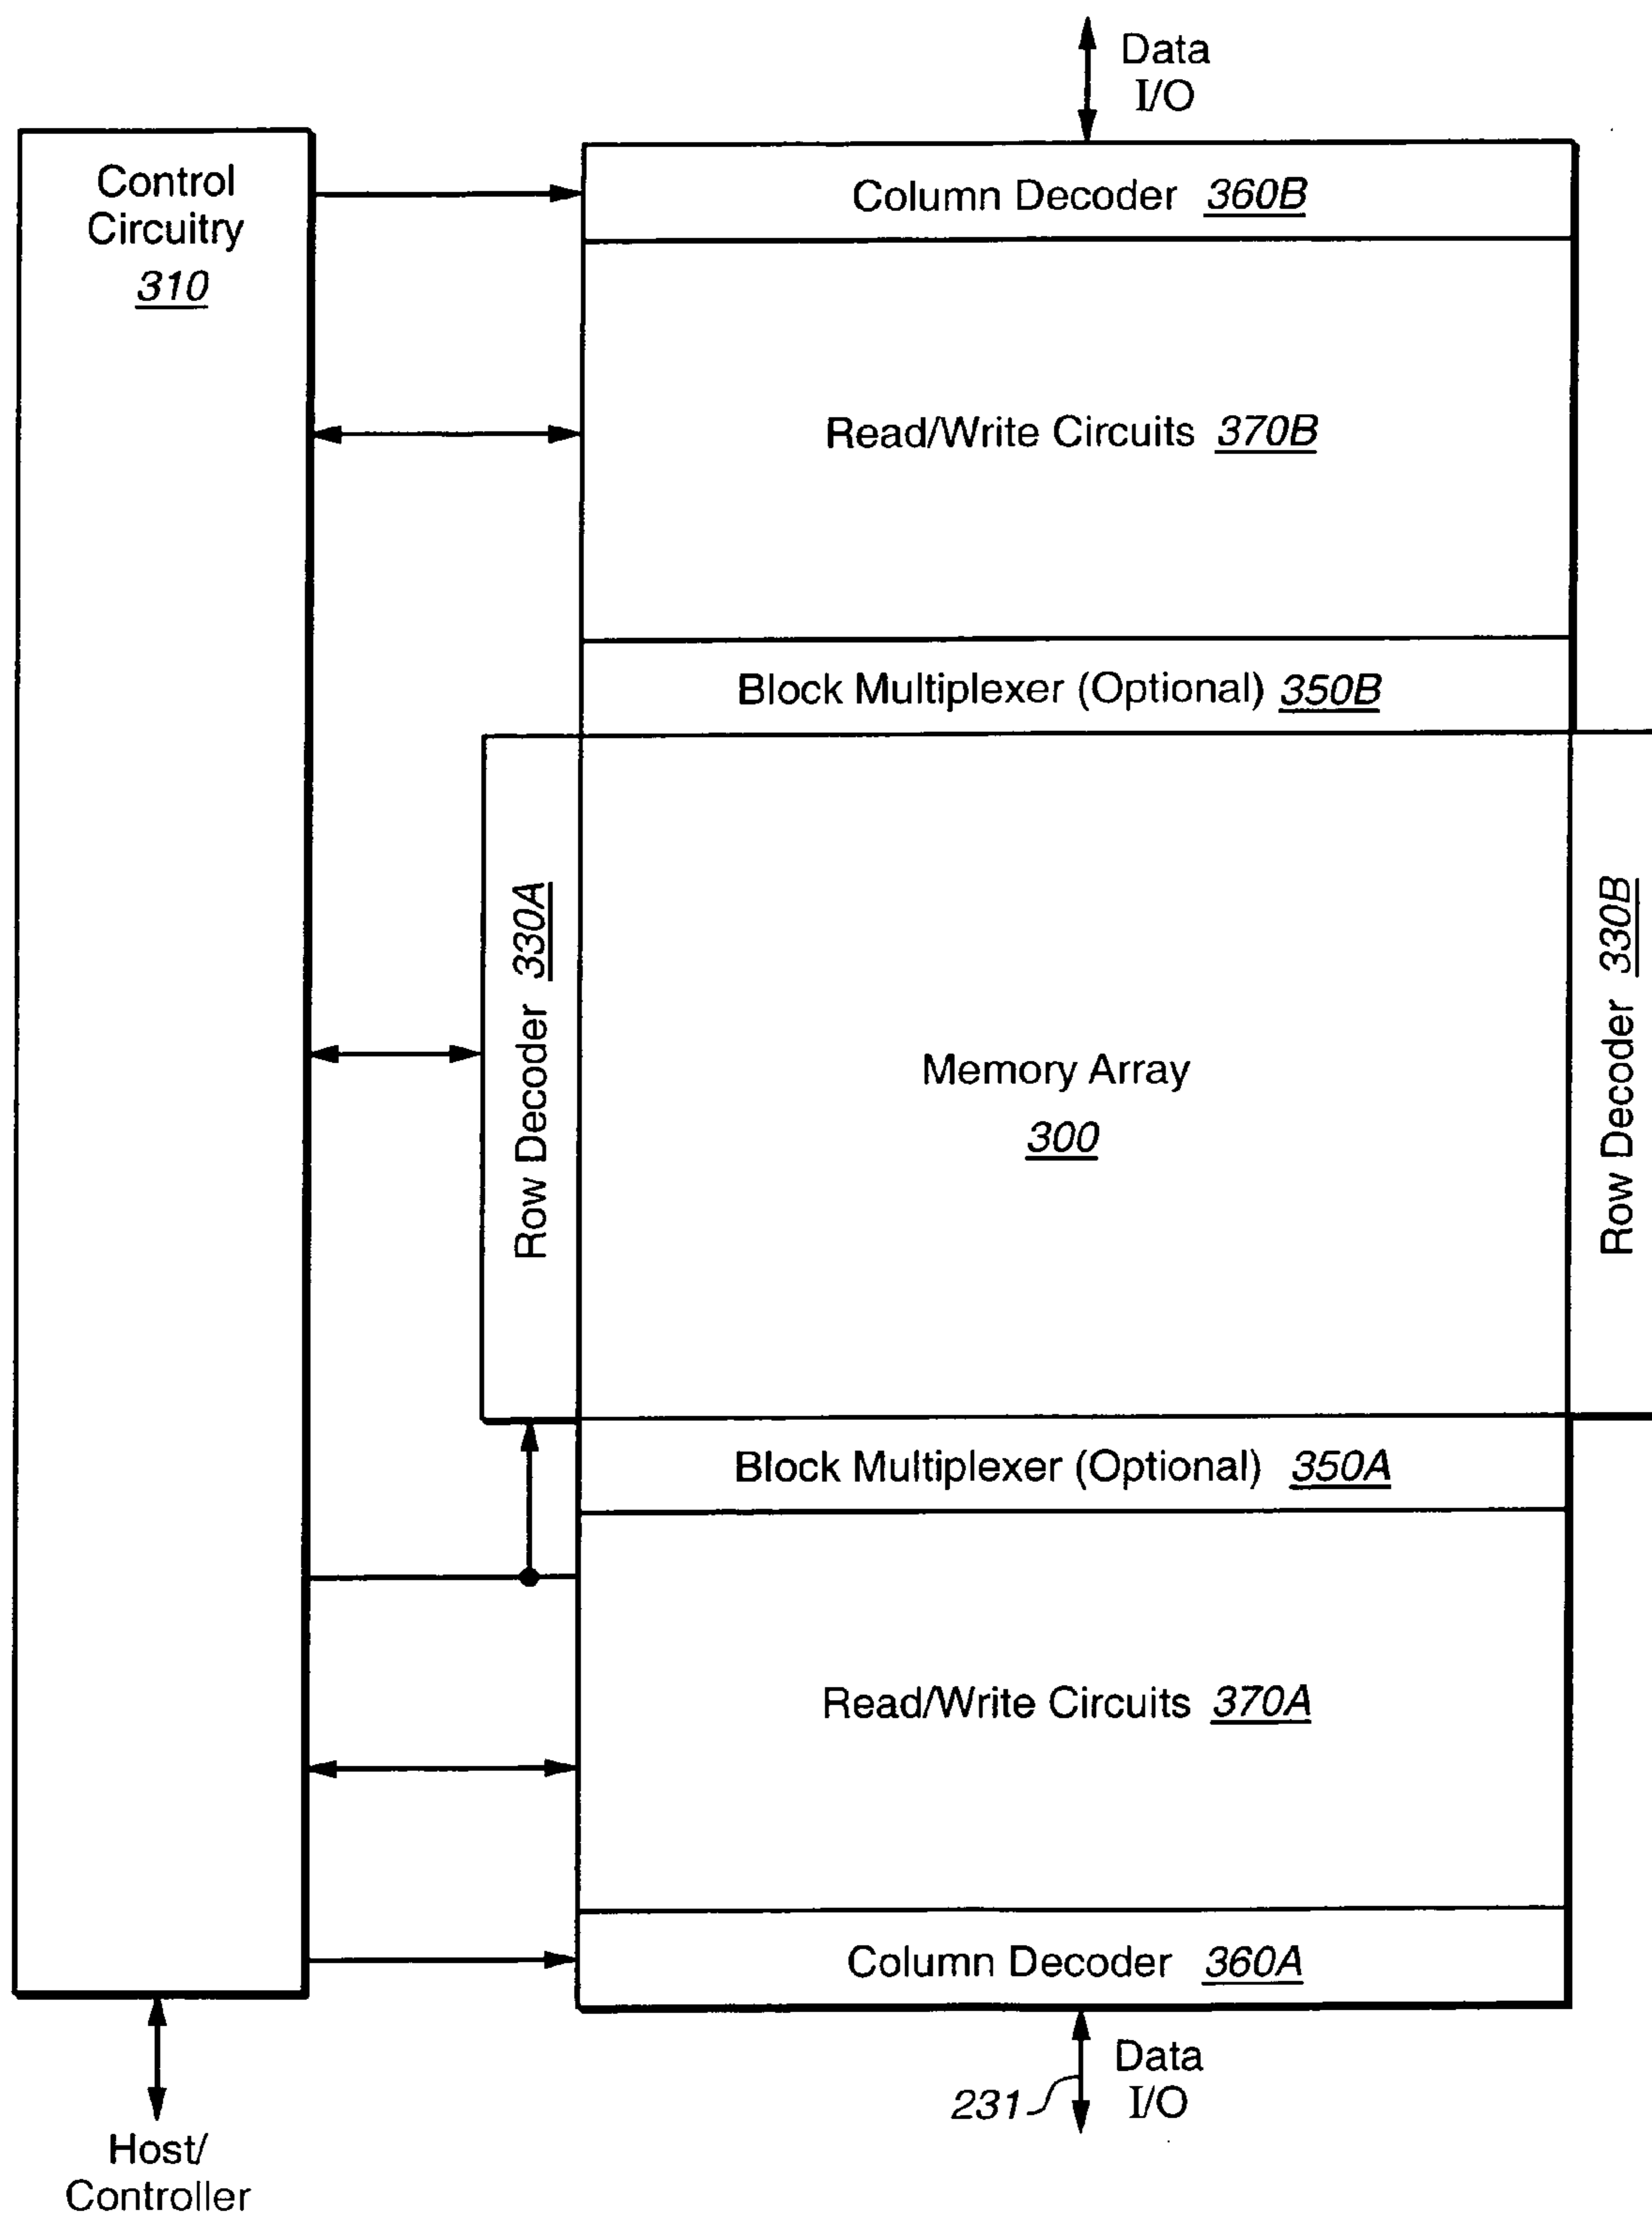 Data
I/O
Control
Circuitry
310
Column Decoder 360B
Read/Write Circuits 370B
Block Multiplexer (Optional) 350B
Row Decoder 330A
Memory Array
300
Row Decoder 330B
Block Multiplexer (Optional) 350A
Read/Write Circuits 370A
Column Decoder 360A
231
Data
I/O
Host/
Controller